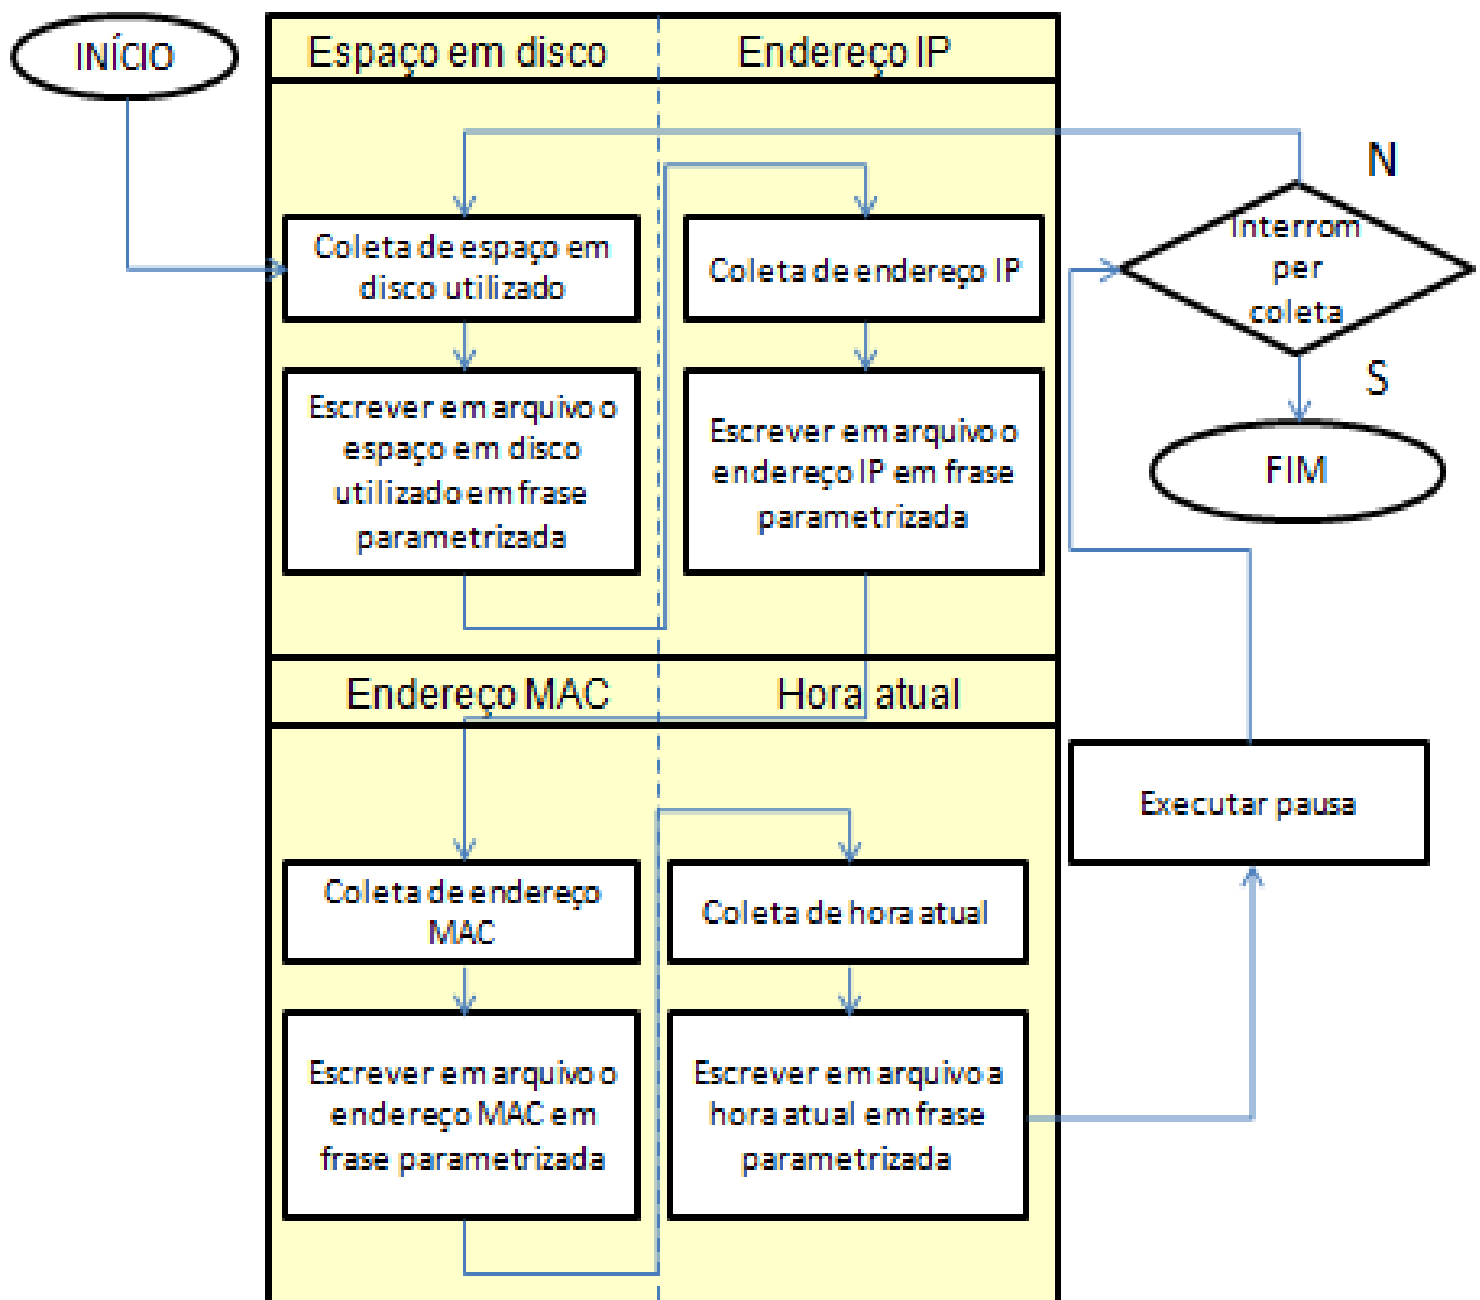 INÍCIO
Espaço em disco
Endereço IP
Coleta de espaço em
disco utilizado
Escrever em arquivo o
espaço em disco
utilizado em frase
parametrizada
Coleta de endereço IP
Escrever em arquivo o
endereço IP em frase
parametrizada
N
Interrom
per
coleta
S
FIM
Endereço MAC
Hora atual
Coleta de endereço
MAC
Escrever em arquivo o
endereço MAC em
frase parametrizada
Coleta de hora atual
Escrever em arquivo a
hora atual em frase
parametrizada
Executar pausa